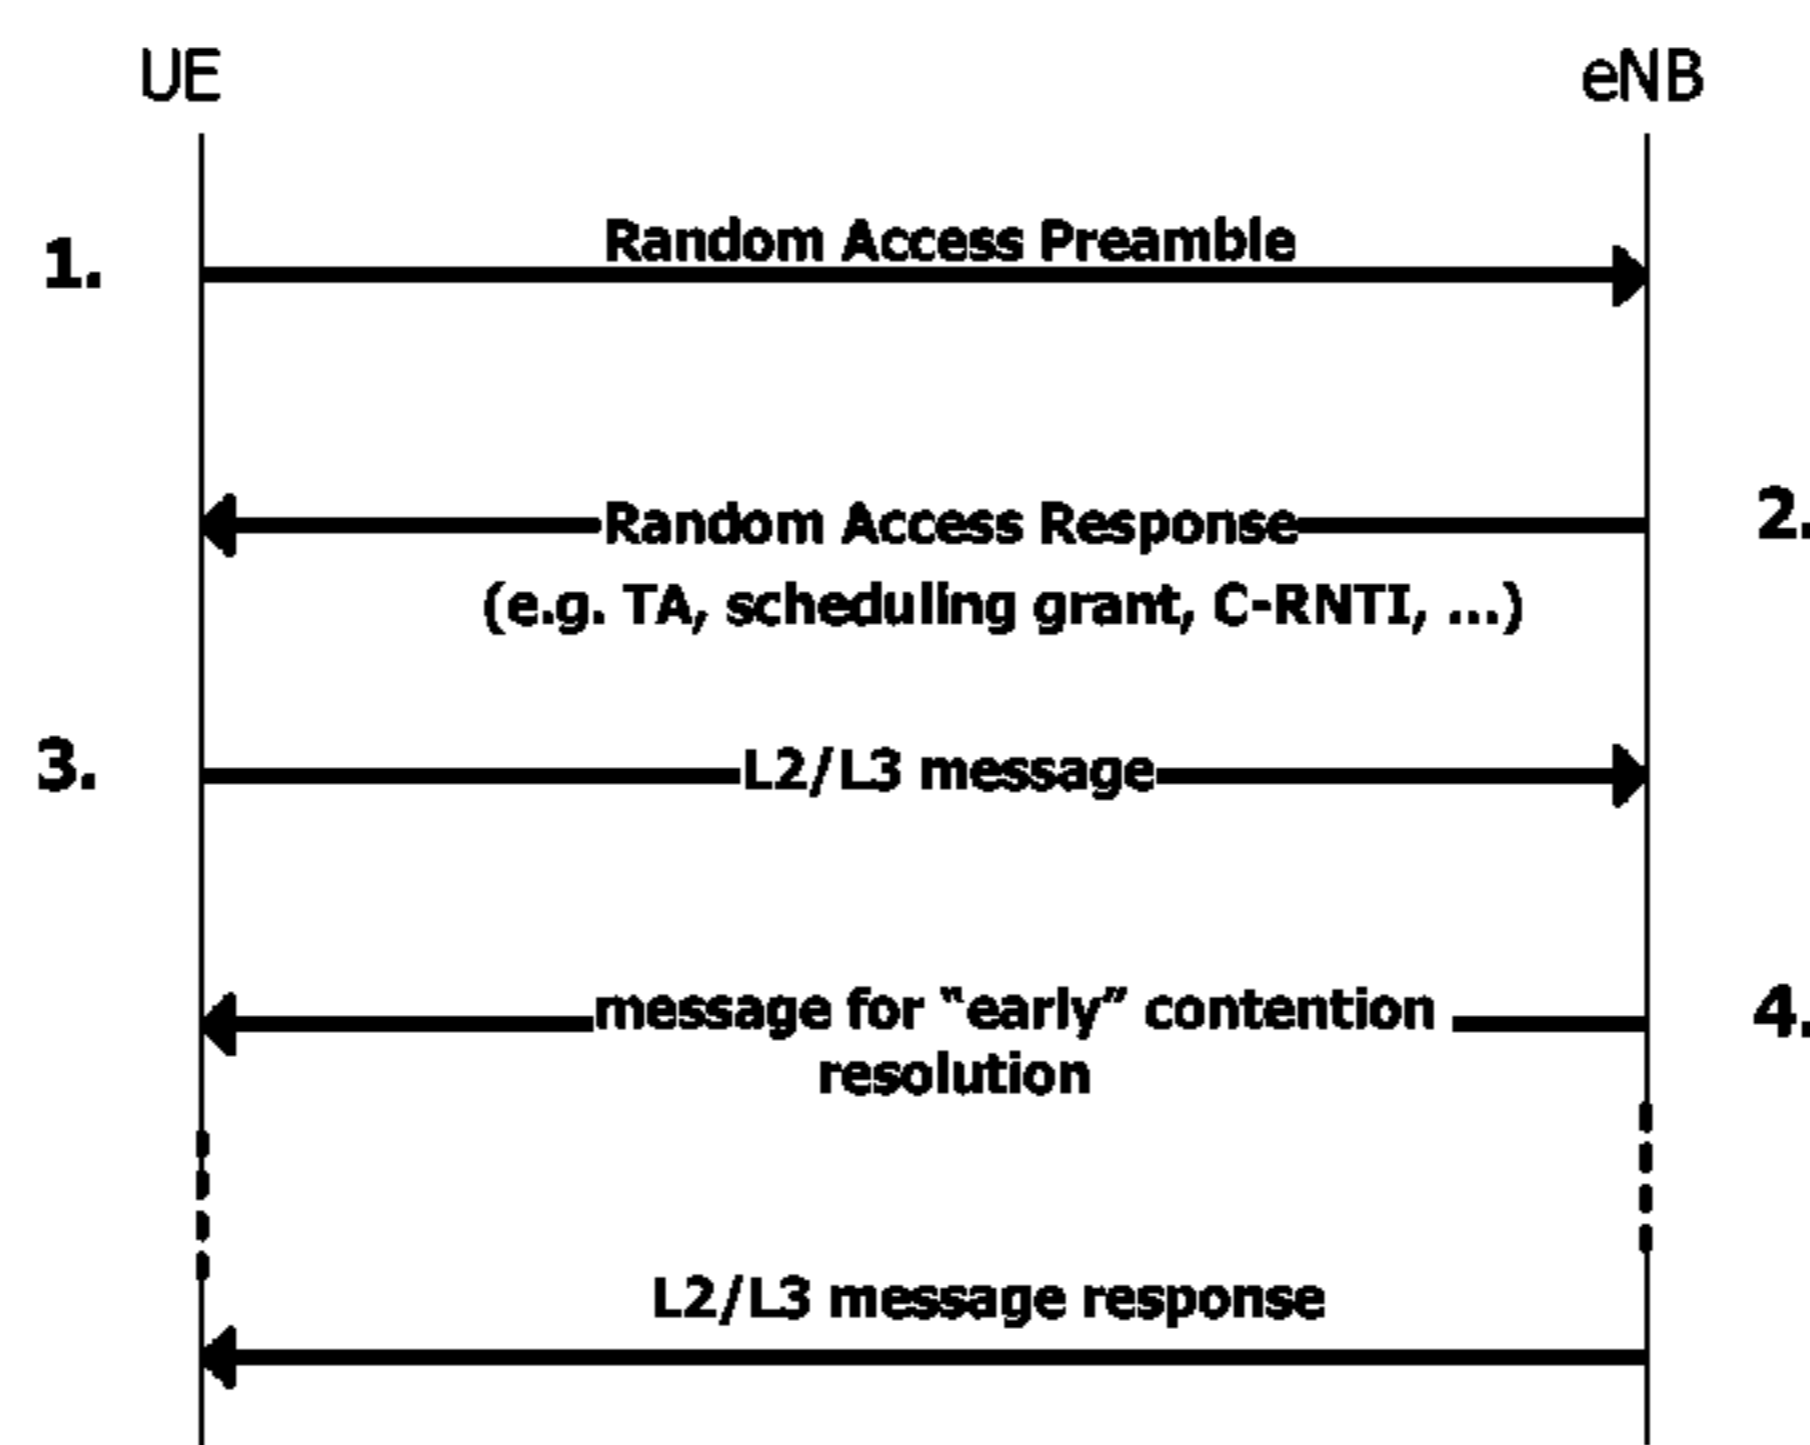 UE
eNB
1.
Random Access Preamble
Random Access Response
2.
(e.g. TA, scheduling grant, C-RNTI, ...)
3.
L2/L3 message
message for “early” contention
4.
resolution
L2/L3 message response